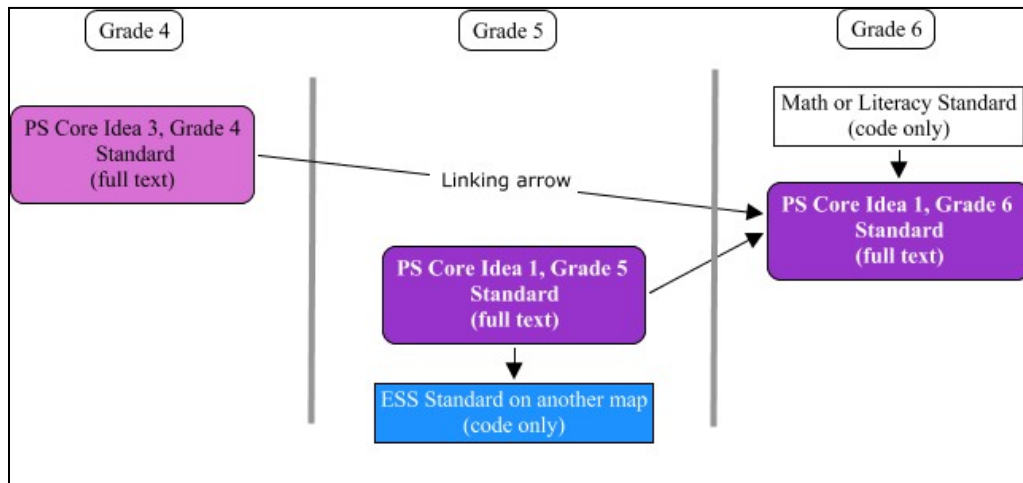 Grade 4
Grade 5
Grade 6
PS Core Idea 3, Grade 4
Standard
(full text)
Linking arrow
Math or Literacy Standard
(code only)
PS Core Idea 1, Grade 6
Standard
(full text)
PS Core Idea 1, Grade 5
Standard
(full text)
ESS Standard on another map
(code only)